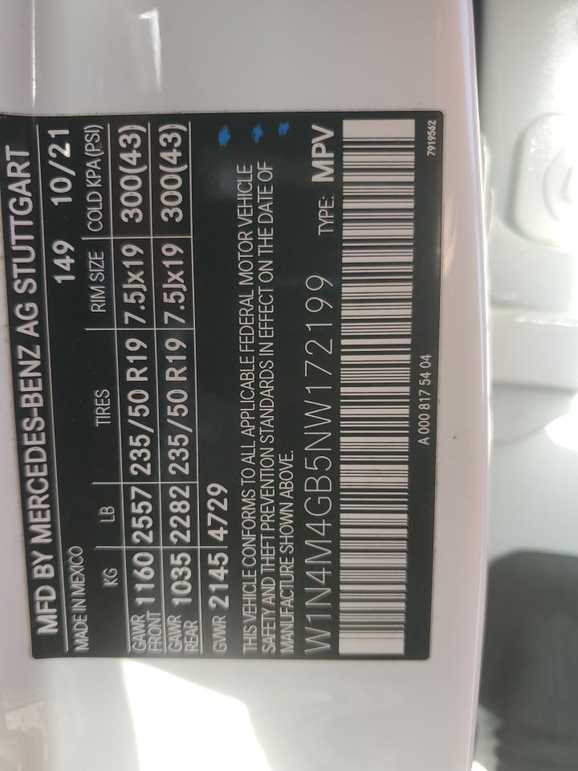 MFD BY MERCEDES-BENZ AG STUTTGART
MADE IN MEXICO 149 10/21
KG LB TIRES RIM SIZE COLD KPA (PSI)
GAWR FRONT 1160 2557 235/50 R19 7.5Jx19 300(43)
GAWR REAR 1035 2282 235/50 R19 7.5Jx19 300(43)
GVWR 2145 4729
THIS VEHICLE CONFORMS TO ALL APPLICABLE FEDERAL MOTOR VEHICLE
SAFETY AND THEFT PREVENTION STANDARDS IN EFFECT ON THE DATE OF
MANUFACTURE SHOWN ABOVE.
W1N4M4GB5NW172199 TYPE: MPV
A 000 817 54 04 7919562